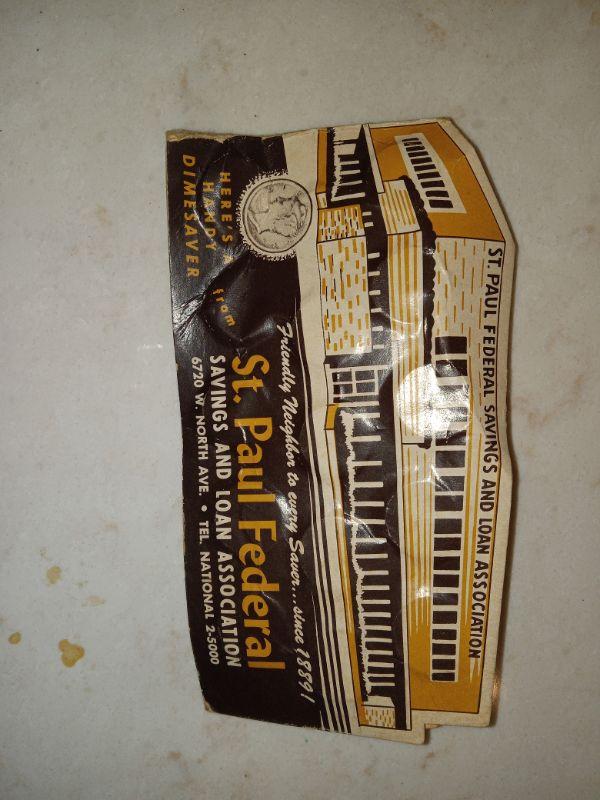 ST. PAUL FEDERAL SAVINGS AND LOAN ASSOCIATION
Friendly Neighbor to every Saver... since 1889!
HERE'S A
HANDY
DIMESAVER
from
St. Paul Federal
SAVINGS AND LOAN ASSOCIATION
6720 W. NORTH AVE. • TEL. NATIONAL 2-5000